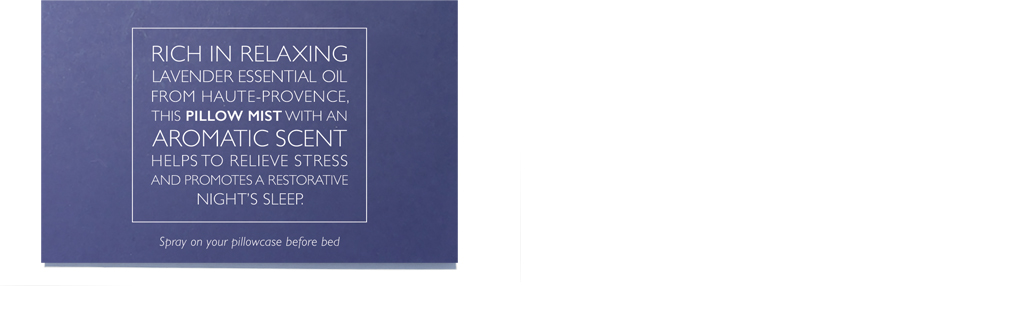 RICH IN RELAXING
LAVENDER ESSENTIAL OIL
FROM HAUTE-PROVENCE,
THIS PILLOW MIST WITH AN
AROMATIC SCENT
HELPS TO RELIEVE STRESS
AND PROMOTES A RESTORATIVE
NIGHT'S SLEEP.
Spray on your pillowcase before bed